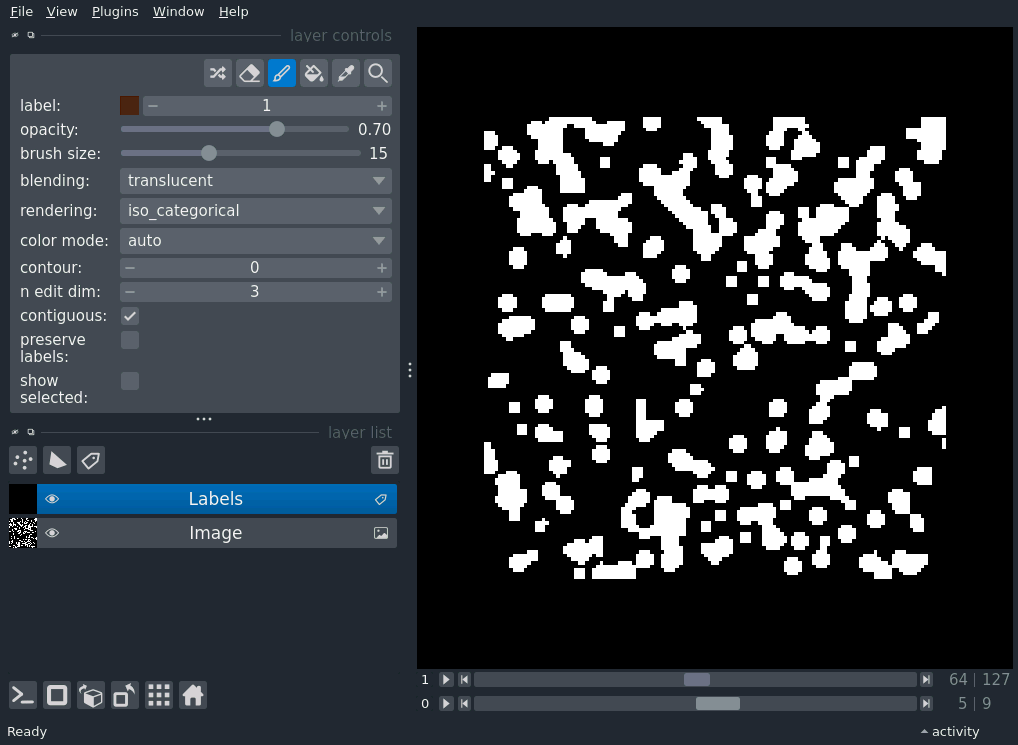 File View Plugins Window Help
layer controls
label: 1
opacity: 0.70
brush size: 15
blending: translucent
rendering: iso_categorical
color mode: auto
contour: 0
n edit dim: 3
contiguous:
preserve
labels:
show
selected:
layer list
Labels
Image
1 64 | 127
0 5 | 9
Ready activity